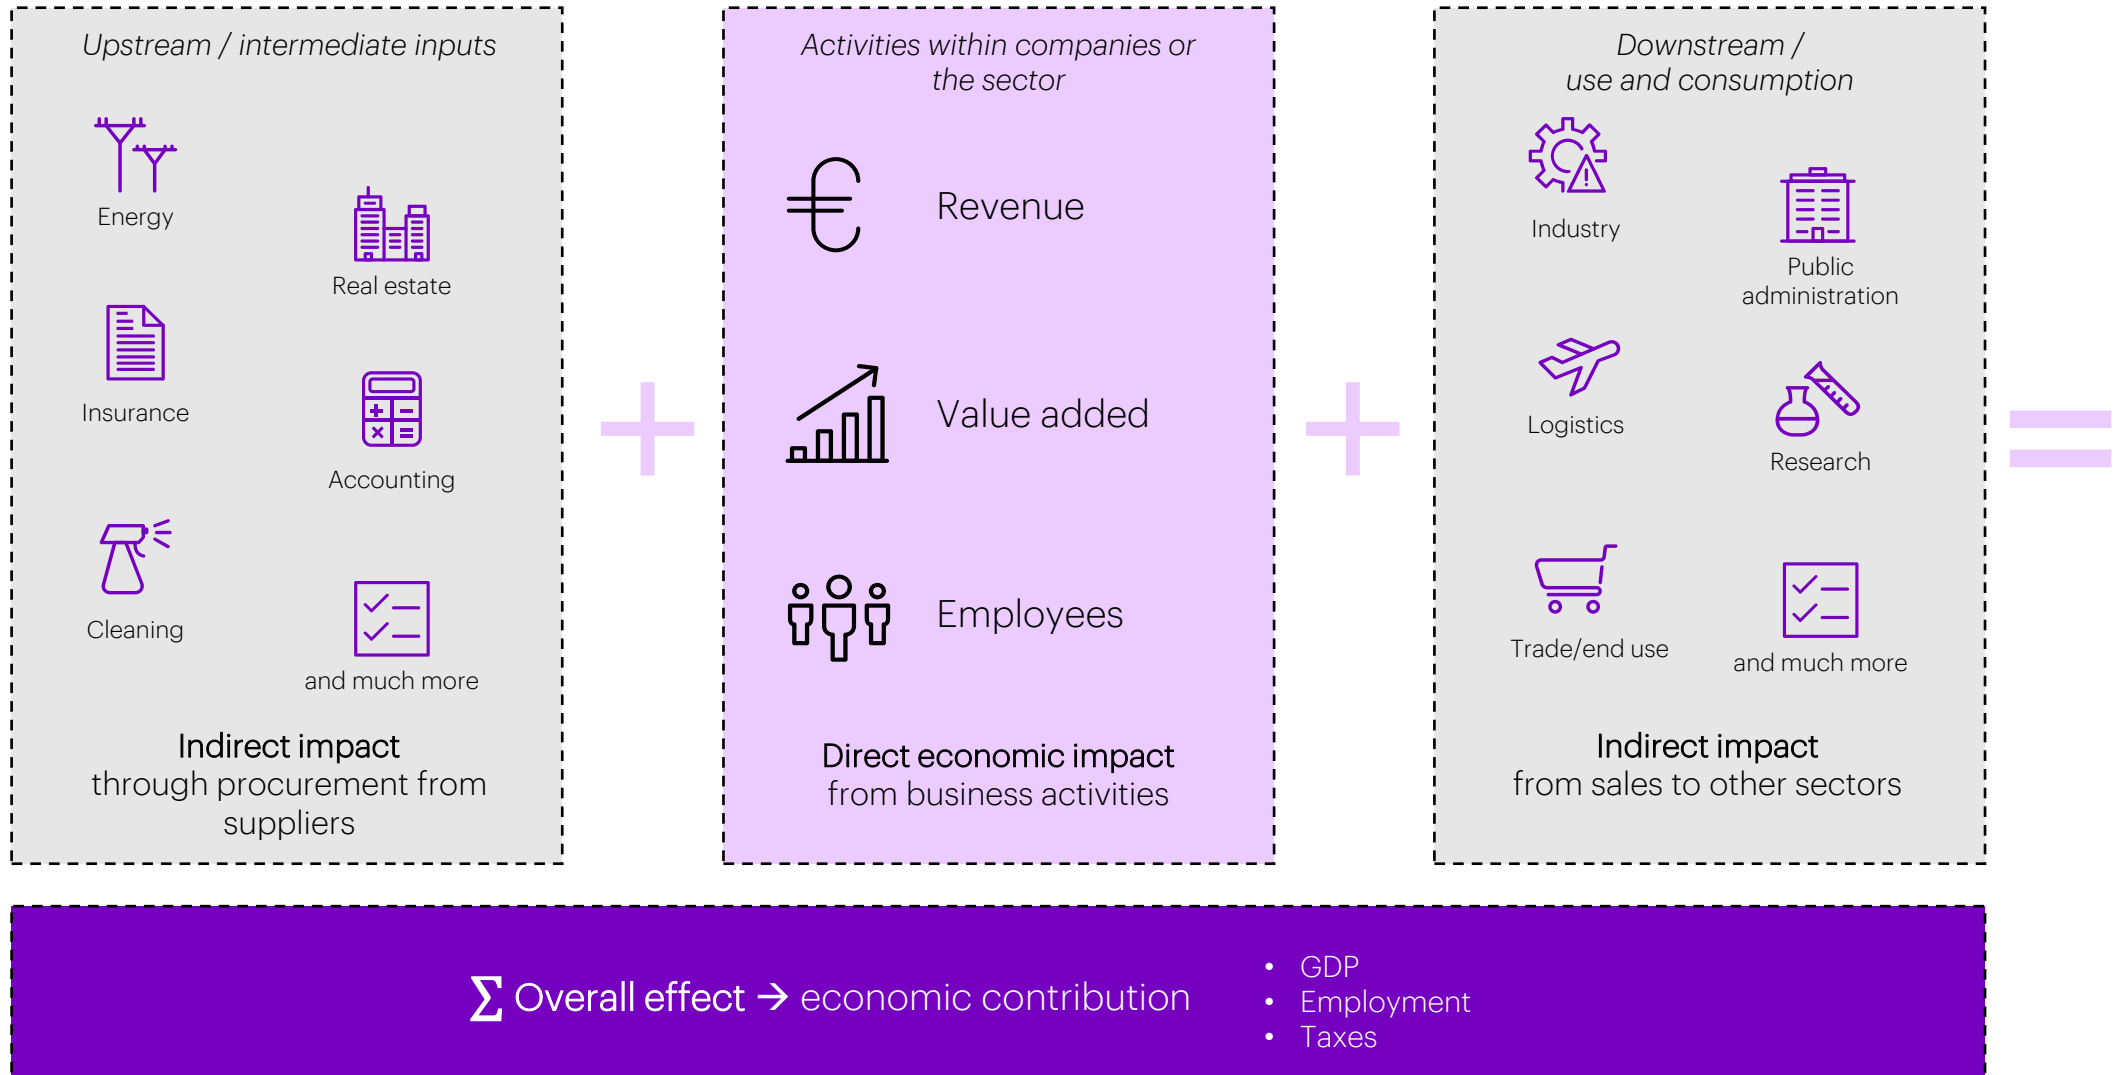 Upstream / intermediate inputs
Energy
Real estate
Insurance
Accounting
Cleaning
and much more
Indirect impact
through procurement from
suppliers
Activities within companies or
the sector
Revenue
Value added
Employees
Direct economic impact
from business activities
Downstream /
use and consumption
Industry
Public
administration
Logistics
Research
Trade/end use
and much more
Indirect impact
from sales to other sectors
∑ Overall effect → economic contribution
• GDP
• Employment
• Taxes